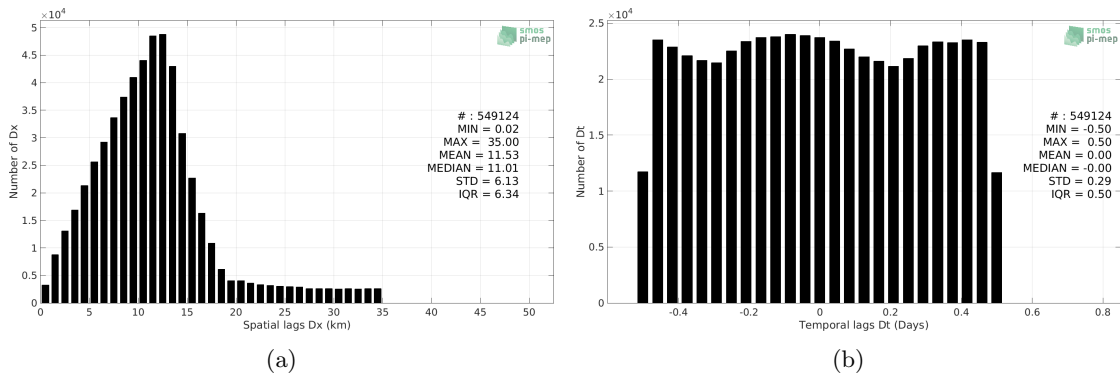 ×10⁴
5
4.5
4
3.5
3
2.5
2
1.5
1
0.5
0
Number of Dx
smos
pi-mep
# : 549124
MIN = 0.02
MAX = 35.00
MEAN = 11.53
MEDIAN = 11.01
STD = 6.13
IQR = 6.34
0 5 10 15 20 25 30 35 40 45 50
Spatial lags Dx (km)
(a)
×10⁴
2.5
2
1.5
1
0.5
0
Number of Dt
smos
pi-mep
# : 549124
MIN = -0.50
MAX = 0.50
MEAN = 0.00
MEDIAN = -0.00
STD = 0.29
IQR = 0.50
-0.4 -0.2 0 0.2 0.4 0.6 0.8
Temporal lags Dt (Days)
(b)